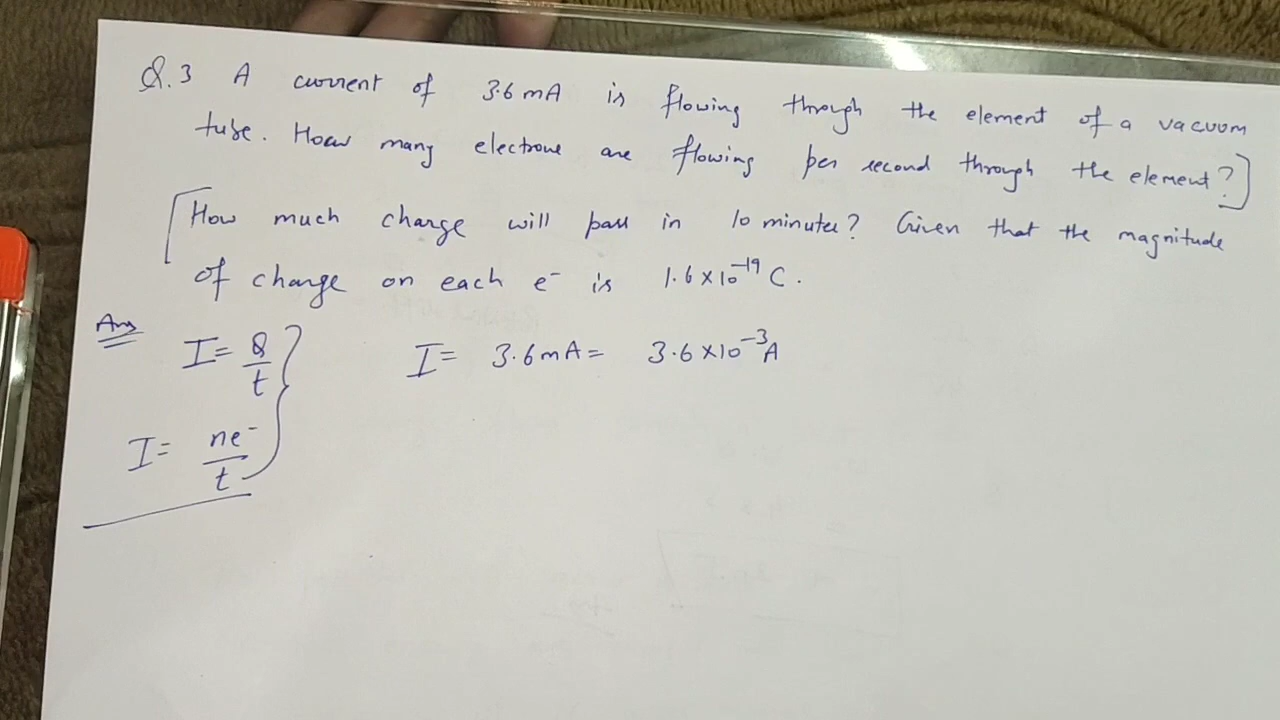 Q.3 A current of 3.6 mA is flowing through the element of a vacuum
tube. How many electrons are flowing per second through the element?]
[How much charge will pass in 10 minutes? Given that the magnitude
of charge on each e⁻ is 1.6×10⁻¹⁹ C.
Ans
I = Q/t } I = 3.6 mA = 3.6×10⁻³ A
I = ne⁻/t